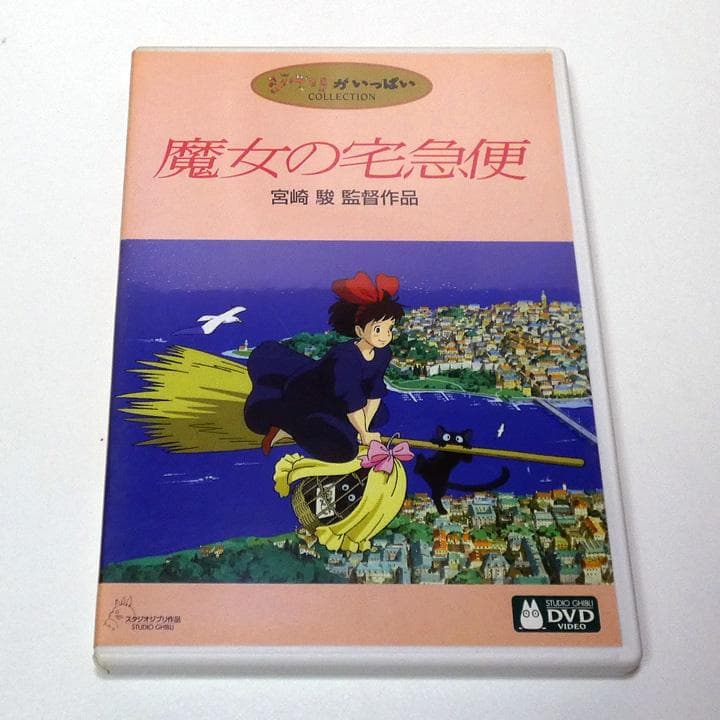 ジブリがいっぱい
COLLECTION
魔女の宅急便
宮崎 駿 監督作品
スタジオジブリ作品
STUDIO GHIBLI
STUDIO GHIBLI
DVD
VIDEO